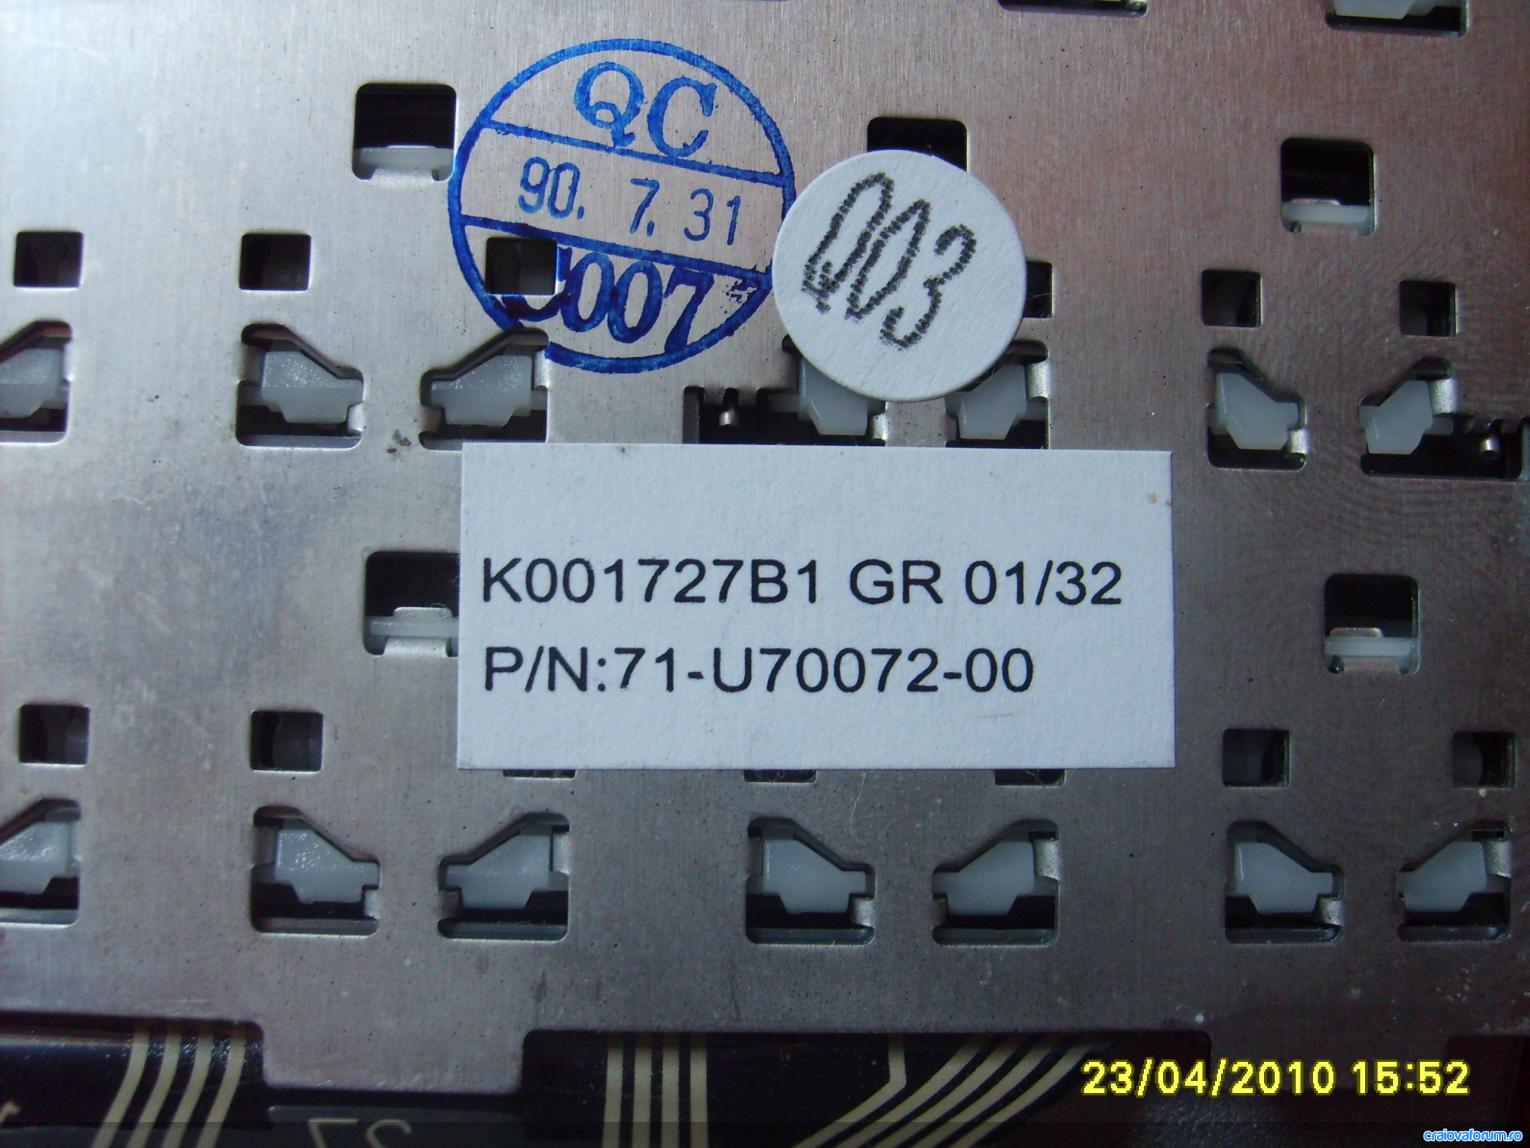 QC
90. 7. 31
003
K001727B1 GR 01/32
P/N:71-U70072-00
23/04/2010 15:52
craiovaforum.ro